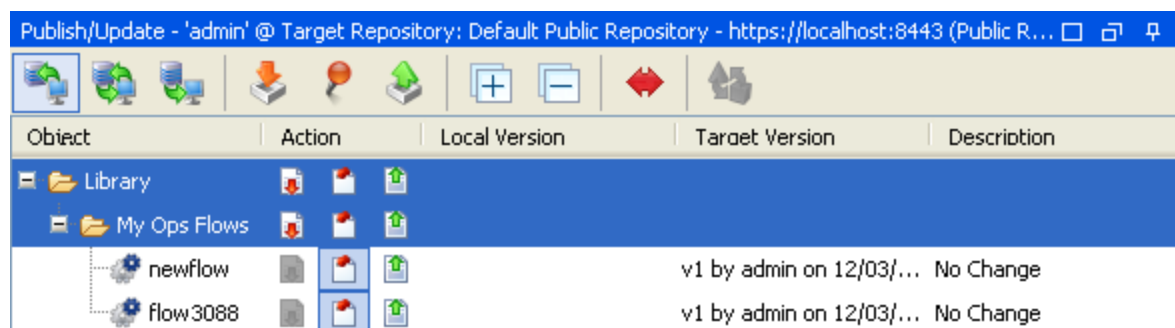 Publish/Update - 'admin' @ Target Repository: Default Public Repository - https://localhost:8443 (Public R...
Object Action Local Version Target Version Description
Library
My Ops Flows
newflow v1 by admin on 12/03/... No Change
flow3088 v1 by admin on 12/03/... No Change